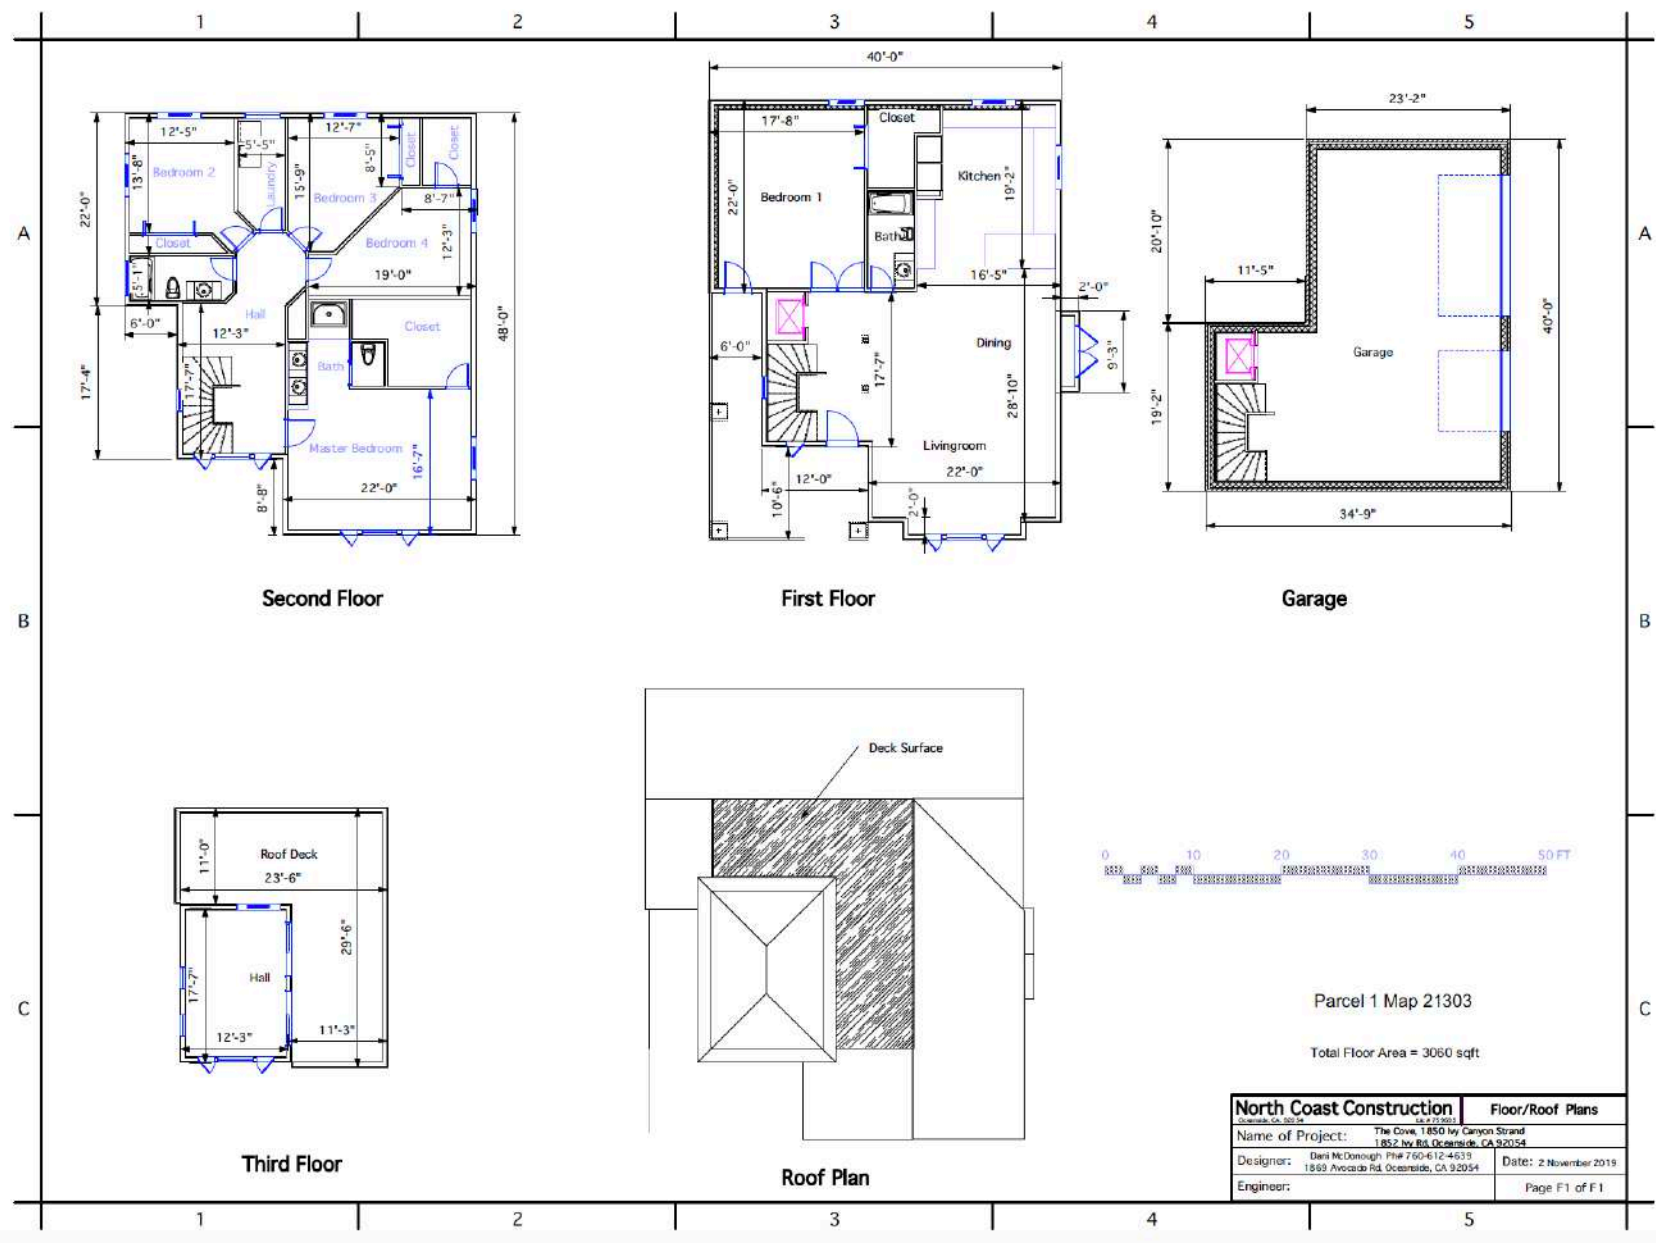 1 2 3 4 5
A A
B B
C C
12'-5"
5'-5"
12'-7"
8'-5"
Closet
Closet
13'-8"
Bedroom 2
Laundry
15'-9"
Bedroom 3
8'-7"
22'-0"
Closet
Bedroom 4
12'-3"
19'-0"
5'-1"
Hall
6'-0"
12'-3"
Closet
48'-0"
17'-4"
17'-7"
Bath
Master Bedroom
16'-7"
22'-0"
8'-8"
Second Floor
40'-0"
17'-8"
Closet
22'-0"
Bedroom 1
Kitchen
19'-2"
Bath
16'-5"
2'-0"
6'-0"
17'-7"
Dining
9'-3"
28'-10"
Livingroom
12'-0"
22'-0"
10'-6"
2'-0"
First Floor
23'-2"
20'-10"
11'-5"
40'-0"
Garage
19'-2"
34'-9"
Garage
11'-0"
Roof Deck
23'-6"
29'-6"
17'-7"
Hall
12'-3"
11'-3"
Third Floor
Deck Surface
Roof Plan
0 10 20 30 40 50 FT
Parcel 1 Map 21303
Total Floor Area = 3060 sqft
North Coast Construction
Oceanside, CA. 92054
Floor/Roof Plans
Name of Project: The Cove, 1850 Ivy Canyon Strand
1852 Ivy Rd, Oceanside, CA 92054
Designer: Dani McDonough Ph# 760-612-4639
1869 Avocado Rd. Oceanside, CA 92054
Date: 2 November 2019
Engineer:
Page F1 of F1
1 2 3 4 5